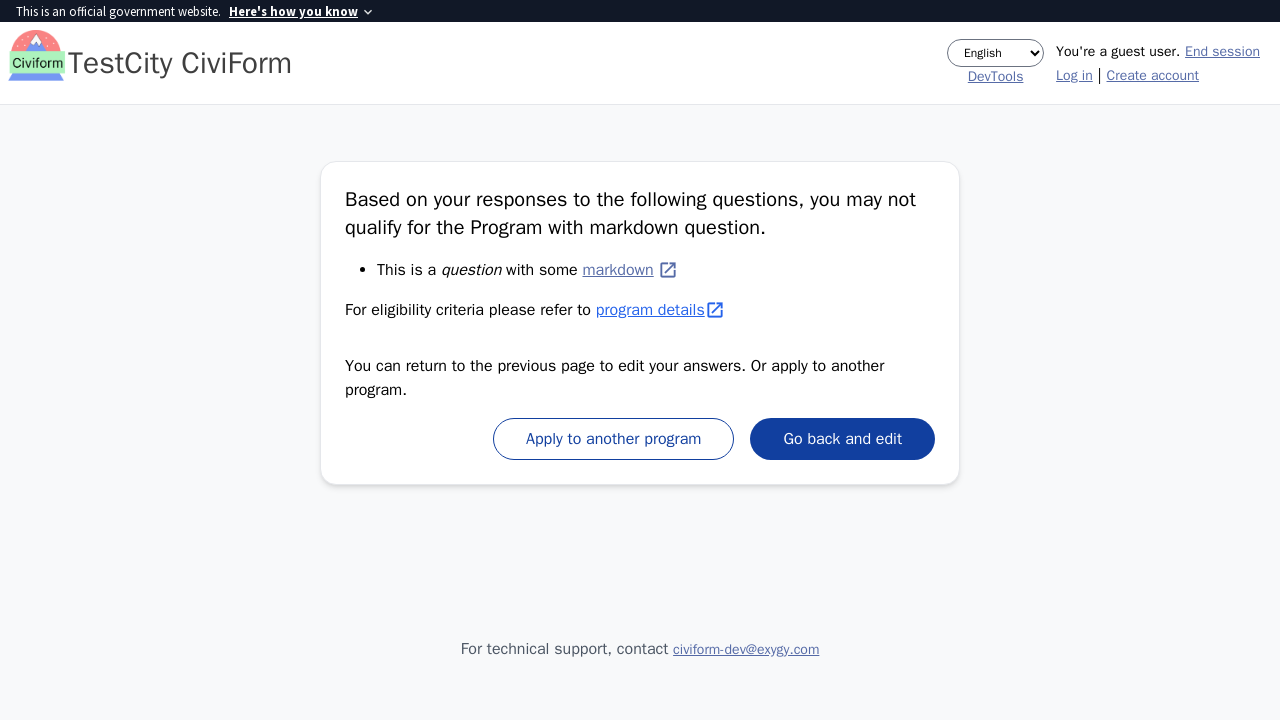 This is an official government website. Here's how you know
Civiform
TestCity CiviForm
English
DevTools
You're a guest user. End session
Log in | Create account
Based on your responses to the following questions, you may not
qualify for the Program with markdown question.
• This is a question with some markdown
For eligibility criteria please refer to program details
You can return to the previous page to edit your answers. Or apply to another
program.
Apply to another program
Go back and edit
For technical support, contact civiform-dev@exygy.com